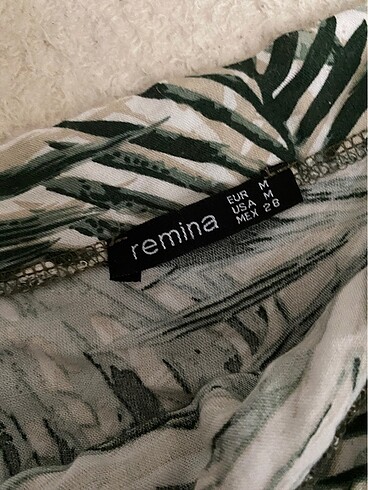 remina
EUR M
USA M
MEX 28